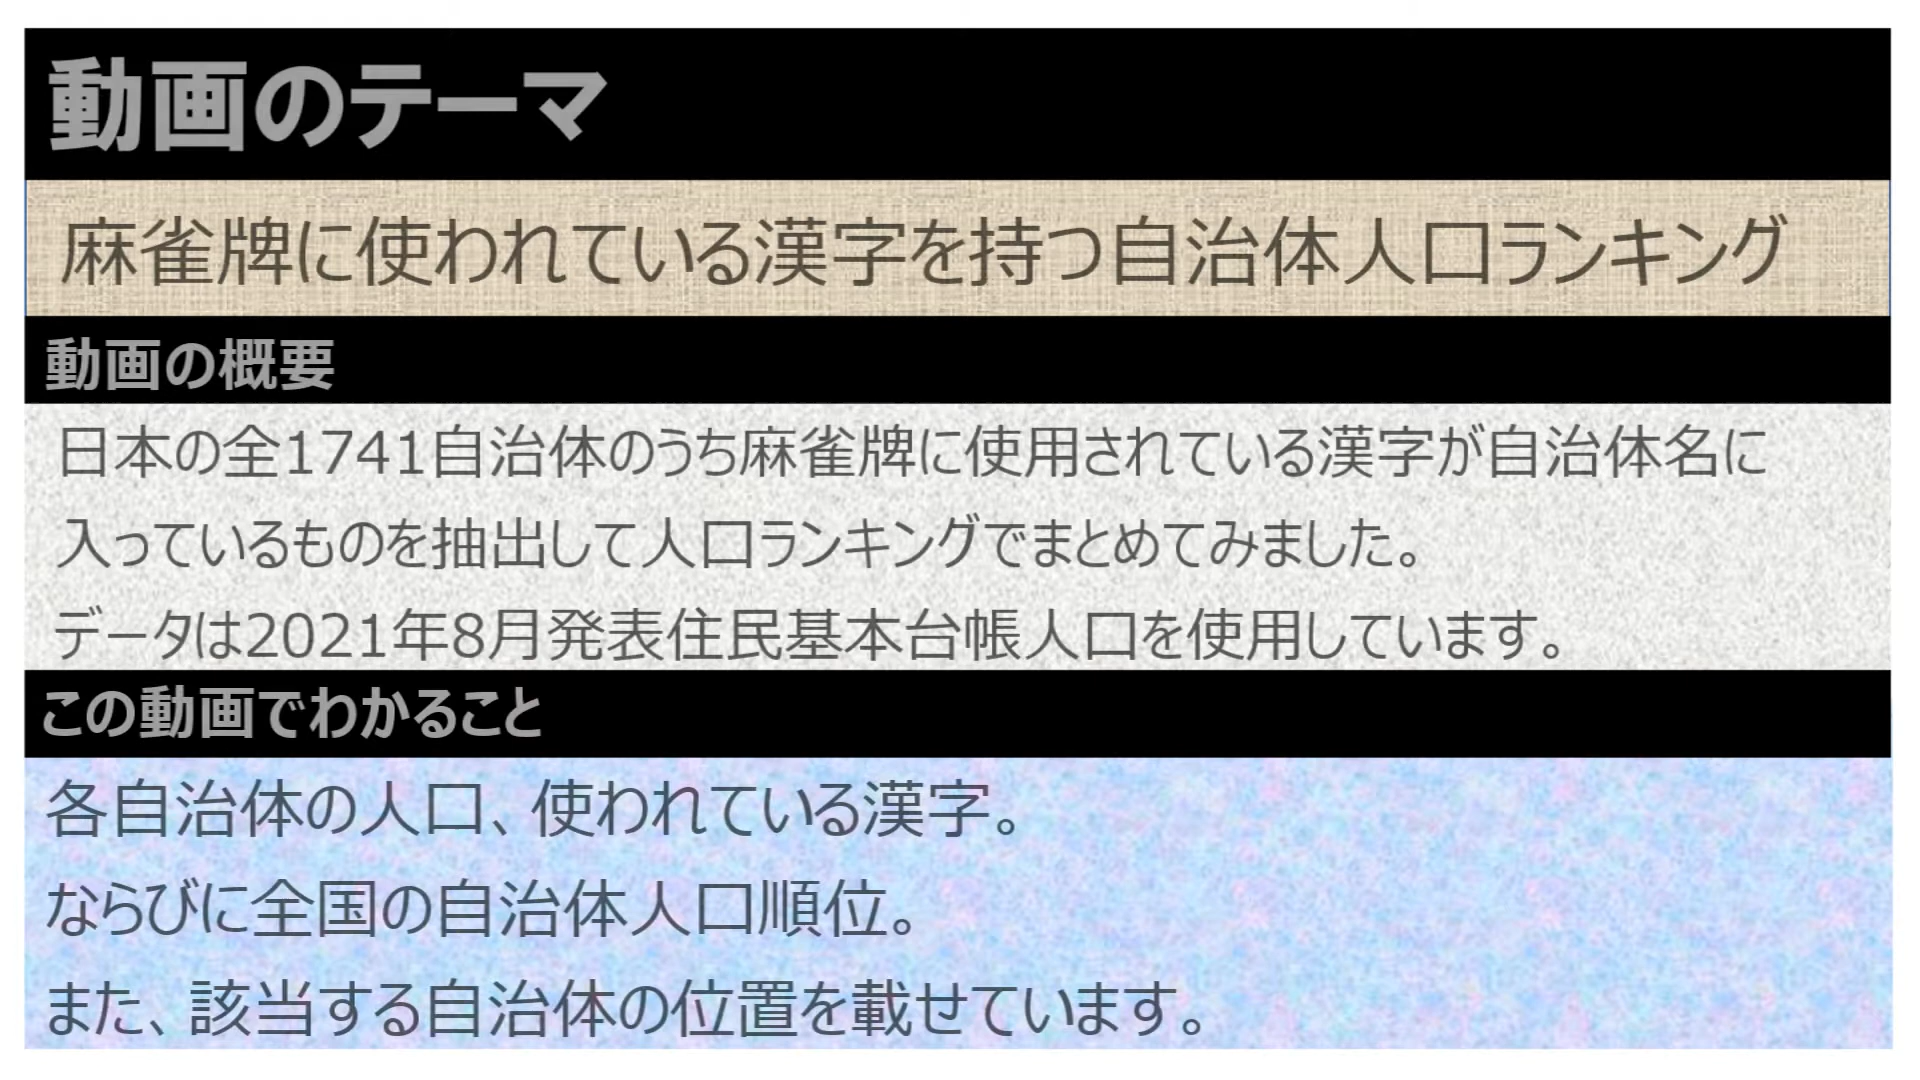 動画のテーマ
麻雀牌に使われている漢字を持つ自治体人口ランキング
動画の概要
日本の全1741自治体のうち麻雀牌に使用されている漢字が自治体名に
入っているものを抽出して人口ランキングでまとめてみました。
データは2021年8月発表住民基本台帳人口を使用しています。
この動画でわかること
各自治体の人口、使われている漢字。
ならびに全国の自治体人口順位。
また、該当する自治体の位置を載せています。